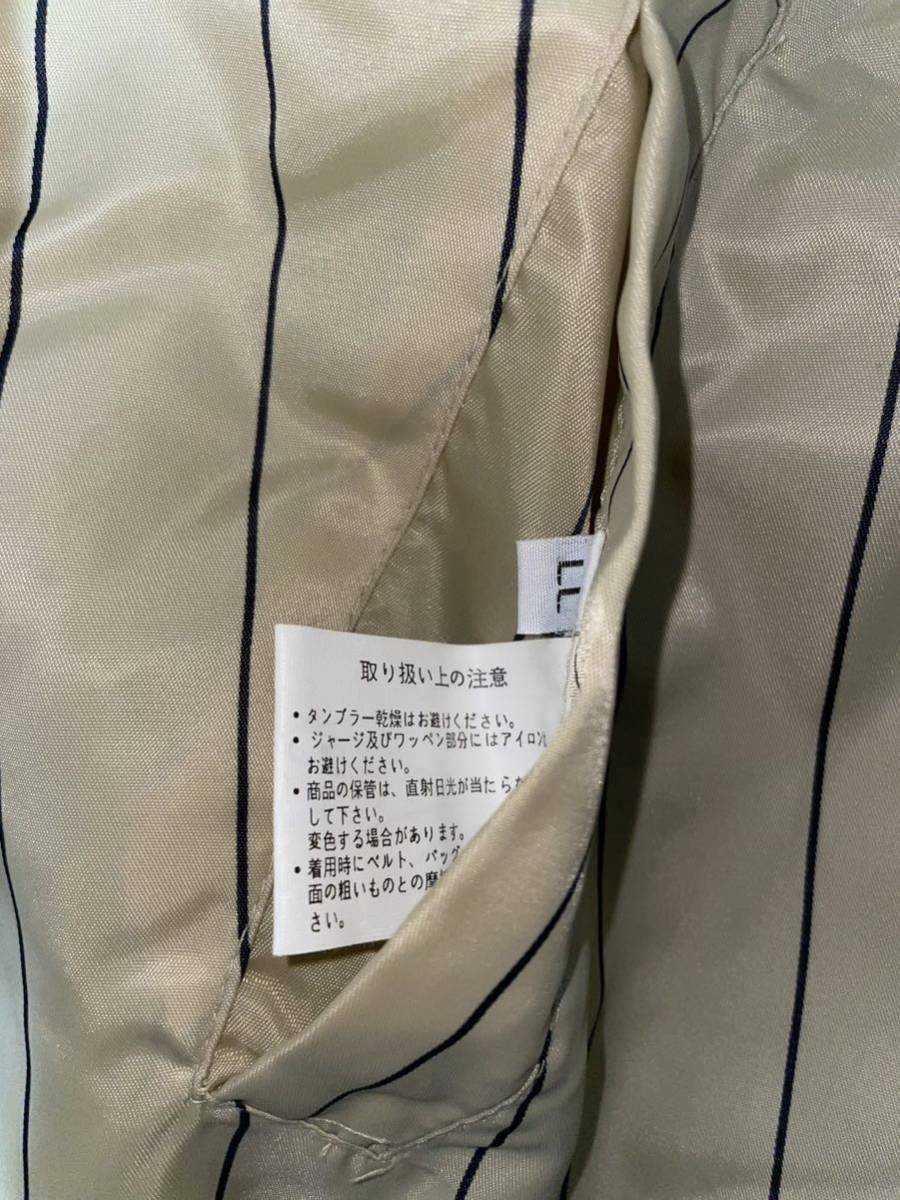 LL
取り扱い上の注意
・タンブラー乾燥はお避けください。
・ジャージ及びワッペン部分にはアイロン
お避けください。
・商品の保管は、直射日光が当たら
して下さい。
変色する場合があります。
・着用時にベルト、バッグ
面の粗いものとの摩
さい。